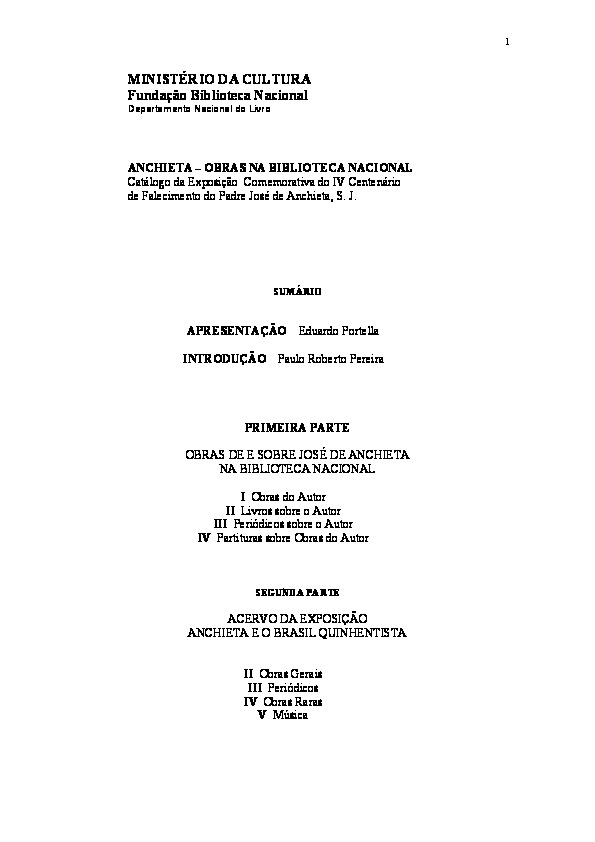 1
MINISTÉRIO DA CULTURA
Fundação Biblioteca Nacional
Departamento Nacional do Livro
ANCHIETA – OBRAS NA BIBLIOTECA NACIONAL
Catálogo da Exposição Comemorativa do IV Centenário
de Falecimento do Padre José de Anchieta, S. J.
SUMÁRIO
APRESENTAÇÃO Eduardo Portella
INTRODUÇÃO Paulo Roberto Pereira
PRIMEIRA PARTE
OBRAS DE E SOBRE JOSÉ DE ANCHIETA
NA BIBLIOTECA NACIONAL
I Obras do Autor
II Livros sobre o Autor
III Periódicos sobre o Autor
IV Partituras sobre Obras do Autor
SEGUNDA PARTE
ACERVO DA EXPOSIÇÃO
ANCHIETA E O BRASIL QUINHENTISTA
II Obras Gerais
III Periódicos
IV Obras Raras
V Música